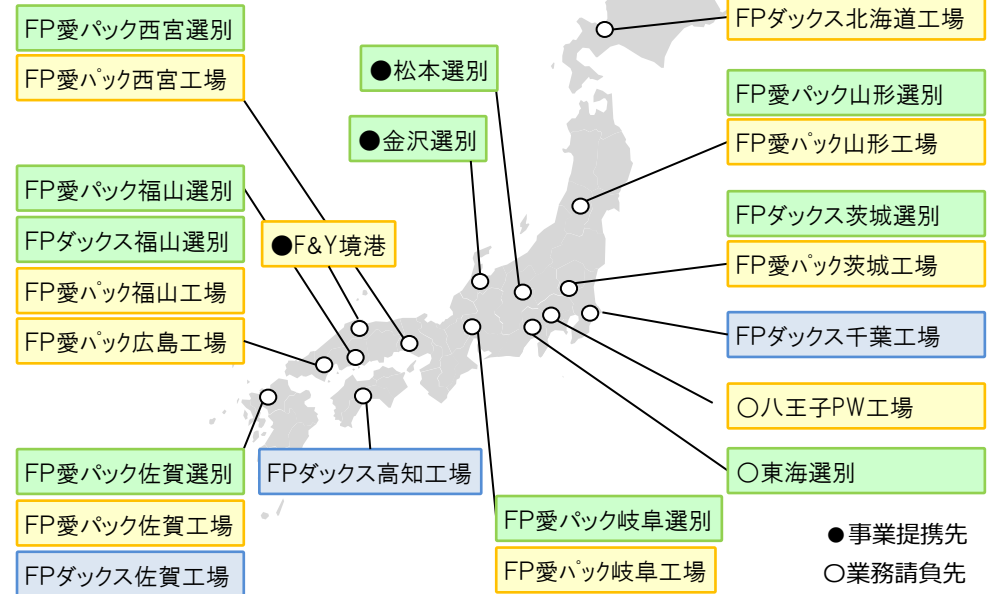 FP愛パック西宮選別
FP愛パック西宮工場
●松本選別
●金沢選別
FPダックス北海道工場
FP愛パック山形選別
FP愛パック山形工場
FP愛パック福山選別
FPダックス福山選別
FP愛パック福山工場
FP愛パック広島工場
●F&Y境港
FPダックス茨城選別
FP愛パック茨城工場
FPダックス千葉工場
〇八王子PW工場
〇東海選別
FP愛パック佐賀選別
FP愛パック佐賀工場
FPダックス佐賀工場
FPダックス高知工場
FP愛パック岐阜選別
FP愛パック岐阜工場
●事業提携先
〇業務請負先